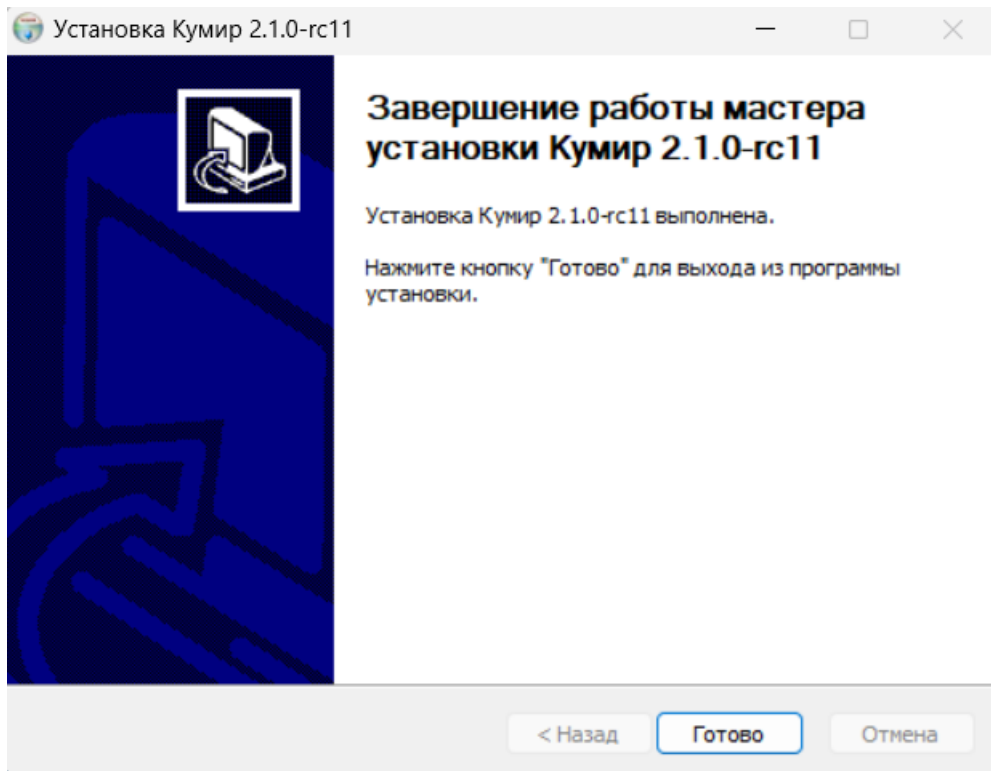 Установка Кумир 2.1.0-rc11
Завершение работы мастера
установки Кумир 2.1.0-rc11
Установка Кумир 2.1.0-rc11 выполнена.
Нажмите кнопку "Готово" для выхода из программы
установки.
< Назад Готово Отмена